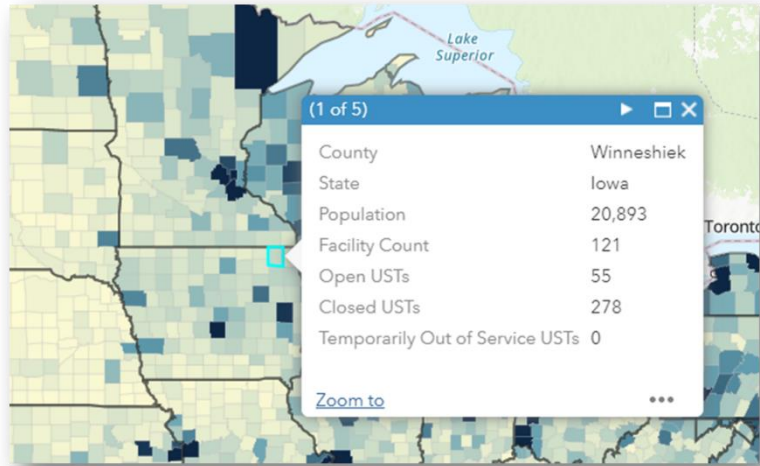 Lake
Superior
(1 of 5)
County Winneshiek
State Iowa
Population 20,893
Facility Count 121
Open USTs 55
Closed USTs 278
Temporarily Out of Service USTs 0
Zoom to
Toronto